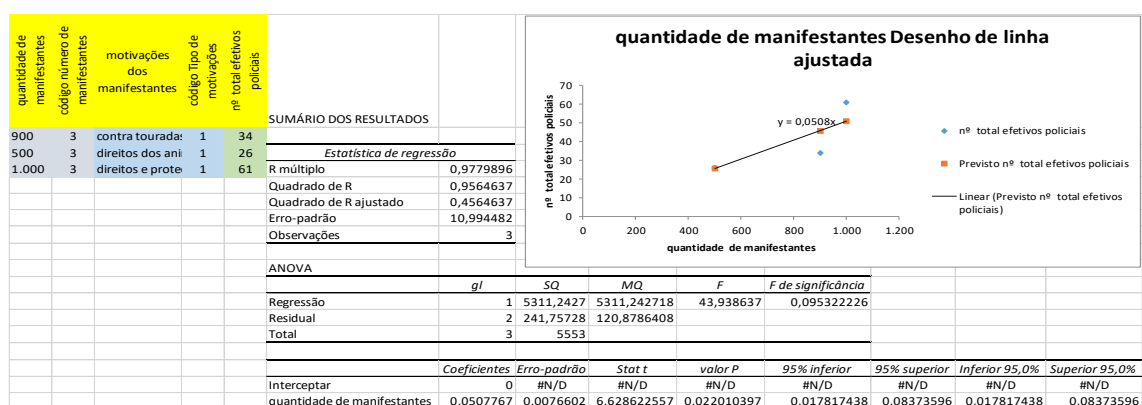 quantidade de manifestantes
código número de manifestantes
motivações dos manifestantes
código Tipo de motivações
nº total efetivos policiais
900 3 contra touradas 1 34
500 3 direitos dos ani 1 26
1.000 3 direitos e prote 1 61
SUMÁRIO DOS RESULTADOS
Estatística de regressão
R múltiplo 0,9779896
Quadrado de R 0,9564637
Quadrado de R ajustado 0,4564637
Erro-padrão 10,994482
Observações 3
quantidade de manifestantes Desenho de linha
ajustada
nº total efetivos policiais
70
60
50
40
30
20
10
0
y = 0,0508x
0 200 400 600 800 1.000 1.200
quantidade de manifestantes
nº total efetivos policiais
Previsto nº total efetivos policiais
Linear (Previsto nº total efetivos
policiais)
ANOVA
gl SQ MQ F F de significância
Regressão 1 5311,2427 5311,242718 43,938637 0,095322226
Residual 2 241,75728 120,8786408
Total 3 5553
Coeficientes Erro-padrão Stat t valor P 95% inferior 95% superior Inferior 95,0% Superior 95,0%
Interceptar 0 #N/D #N/D #N/D #N/D #N/D #N/D #N/D
quantidade de manifestantes 0,0507767 0,0076602 6,628622557 0,022010397 0,017817438 0,08373596 0,017817438 0,08373596